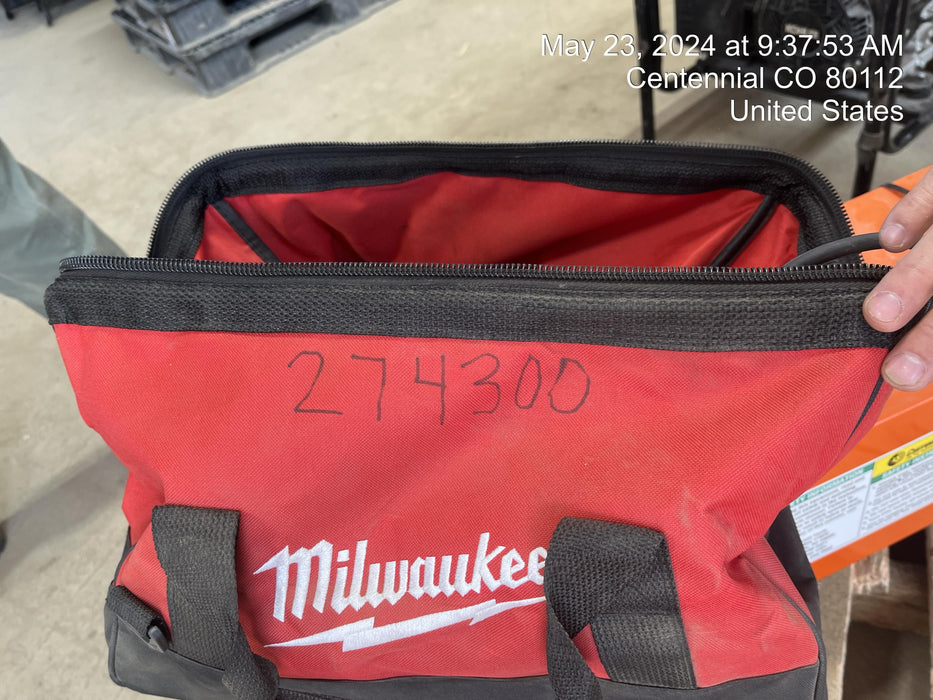 May 23, 2024 at 9:37:53 AM
Centennial CO 80112
United States
274300
Milwaukee